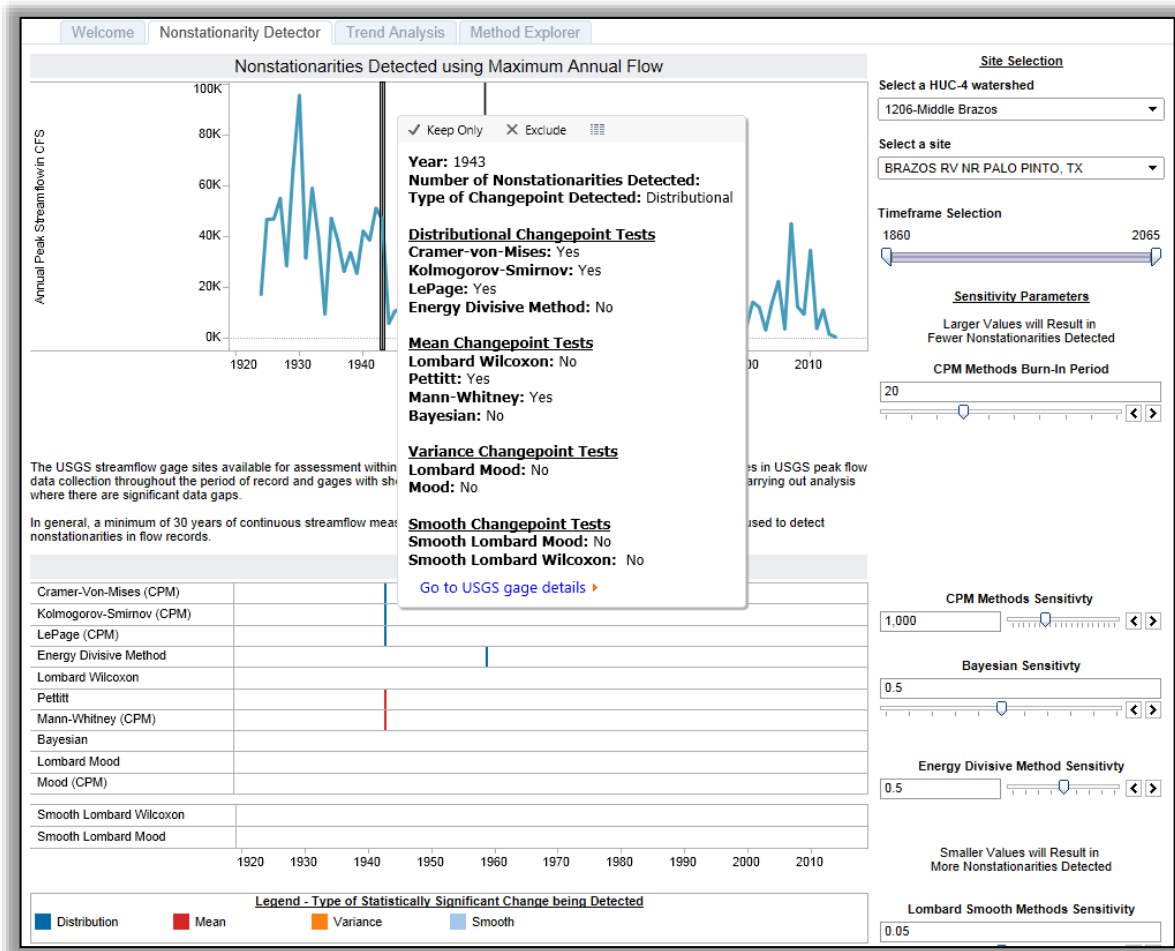 Welcome
Nonstationarity Detector
Trend Analysis
Method Explorer
Nonstationarities Detected using Maximum Annual Flow
Annual Peak Streamflow in CFS
100K
80K
60K
40K
20K
0K
1920
1930
1940
2010
Keep Only
Exclude
Year: 1943
Number of Nonstationarities Detected:
Type of Changepoint Detected: Distributional
Distributional Changepoint Tests
Cramer-von-Mises: Yes
Kolmogorov-Smirnov: Yes
LePage: Yes
Energy Divisive Method: No
Mean Changepoint Tests
Lombard Wilcoxon: No
Pettitt: Yes
Mann-Whitney: Yes
Bayesian: No
Variance Changepoint Tests
Lombard Mood: No
Mood: No
Smooth Changepoint Tests
Smooth Lombard Mood: No
Smooth Lombard Wilcoxon: No
Go to USGS gage details
The USGS streamflow gage sites available for assessment within
in USGS peak flow
data collection throughout the period of record and gages with
arrying out analysis
where there are significant data gaps.
In general, a minimum of 30 years of continuous streamflow
used to detect
nonstationarities in flow records.
Cramer-Von-Mises (CPM)
Kolmogorov-Smirnov (CPM)
LePage (CPM)
Energy Divisive Method
Lombard Wilcoxon
Pettitt
Mann-Whitney (CPM)
Bayesian
Lombard Mood
Mood (CPM)
Smooth Lombard Wilcoxon
Smooth Lombard Mood
1920 1930 1940 1950 1960 1970 1980 1990 2000 2010
Legend - Type of Statistically Significant Change being Detected
Distribution Mean Variance Smooth
Site Selection
Select a HUC-4 watershed
1206-Middle Brazos
Select a site
BRAZOS RV NR PALO PINTO, TX
Timeframe Selection
1860 2065
Sensitivity Parameters
Larger Values will Result in
Fewer Nonstationarities Detected
CPM Methods Burn-In Period
20
CPM Methods Sensitivty
1,000
Bayesian Sensitivty
0.5
Energy Divisive Method Sensitivty
0.5
Smaller Values will Result in
More Nonstationarities Detected
Lombard Smooth Methods Sensitivity
0.05